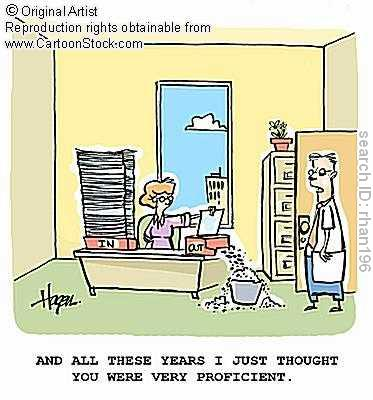 © Original Artist
Reproduction rights obtainable from
www.CartoonStock.com
search ID: rhan196
IN
OUT
Hagen.
AND ALL THESE YEARS I JUST THOUGHT
YOU WERE VERY PROFICIENT.